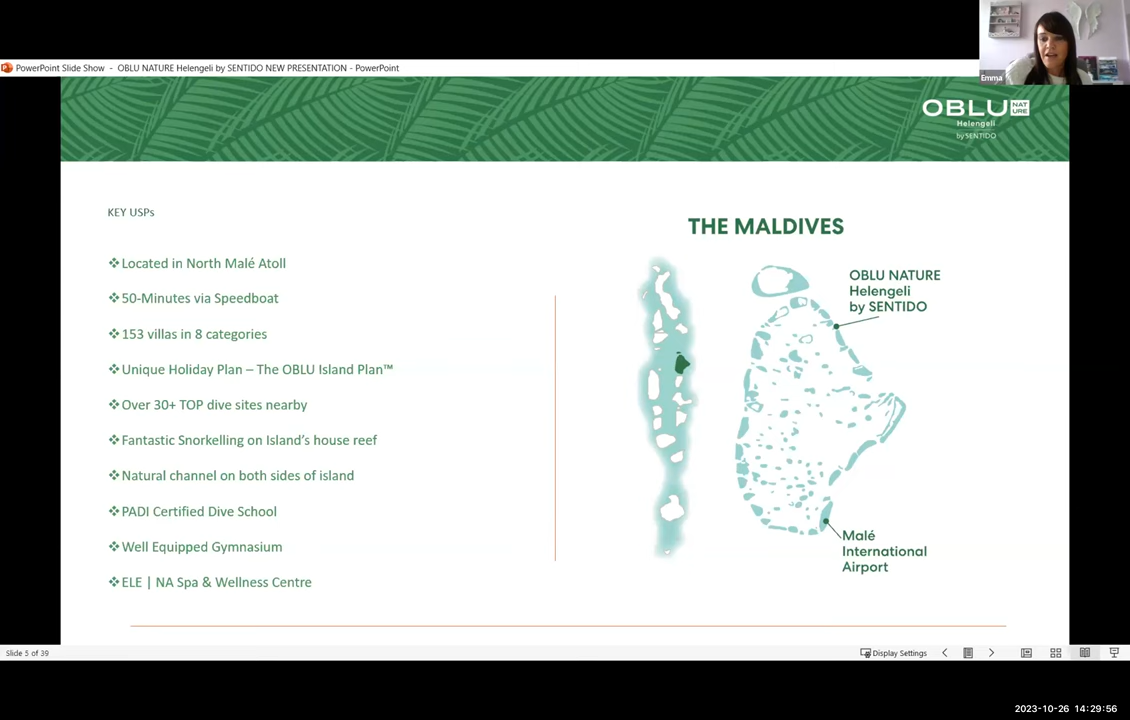 Emma
PowerPoint Slide Show - OBLU NATURE Helengeli by SENTIDO NEW PRESENTATION - PowerPoint
OBLU NAT
URE
Helengeli
by SENTIDO
KEY USPs
THE MALDIVES
❖Located in North Malé Atoll
❖50-Minutes via Speedboat
❖153 villas in 8 categories
❖Unique Holiday Plan – The OBLU Island Plan™
❖Over 30+ TOP dive sites nearby
❖Fantastic Snorkelling on Island's house reef
❖Natural channel on both sides of island
❖PADI Certified Dive School
❖Well Equipped Gymnasium
❖ELE | NA Spa & Wellness Centre
OBLU NATURE
Helengeli
by SENTIDO
Malé
International
Airport
Slide 5 of 39
Display Settings
2023-10-26 14:29:56